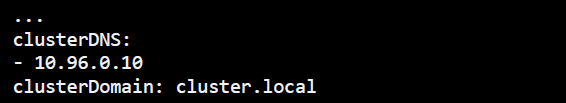 ...
clusterDNS:
- 10.96.0.10
clusterDomain: cluster.local